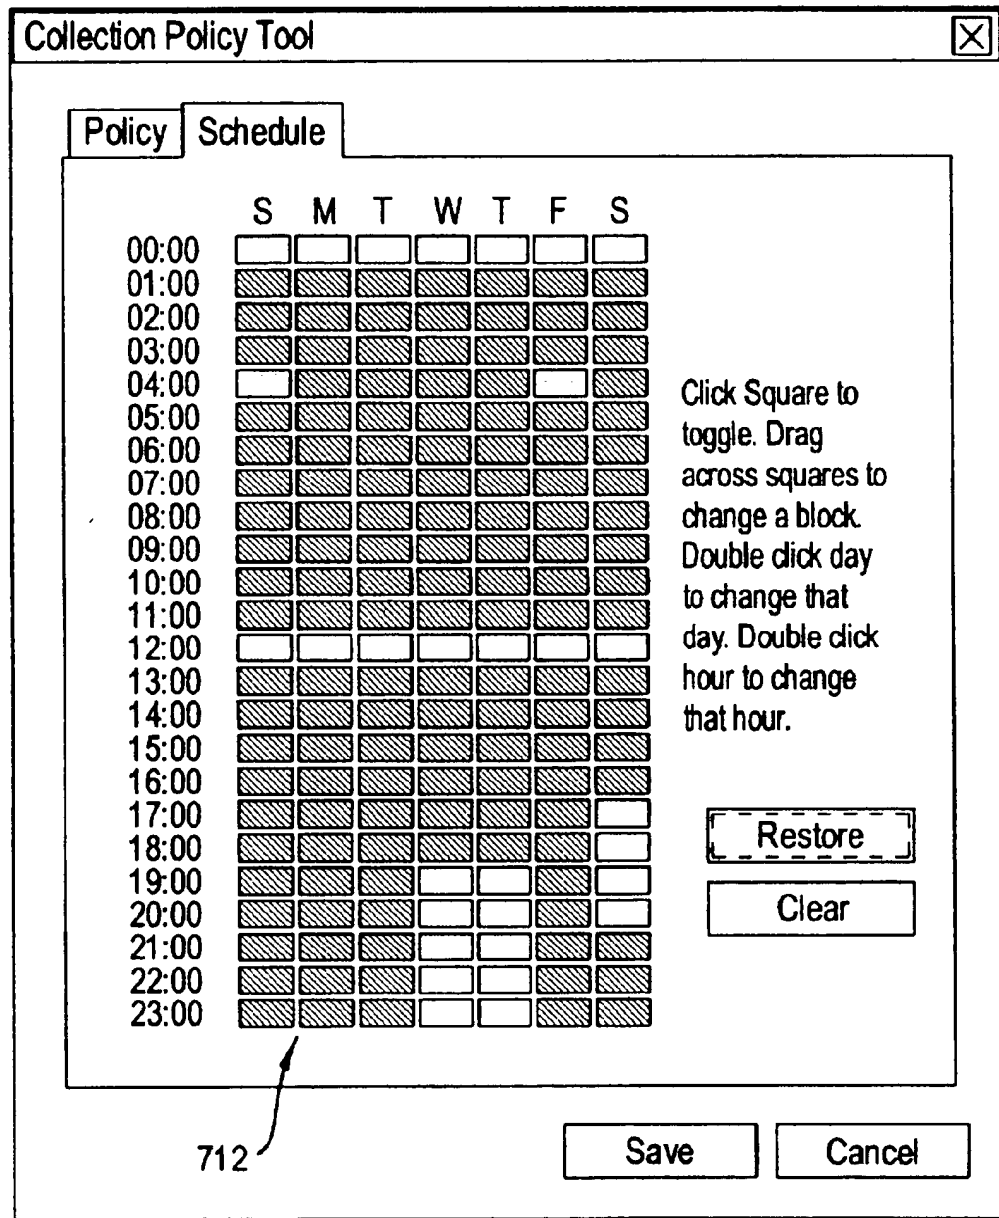 Collection Policy Tool
Policy
Schedule
S M T W T F S
00:00
01:00
02:00
03:00
04:00
05:00
06:00
07:00
08:00
09:00
10:00
11:00
12:00
13:00
14:00
15:00
16:00
17:00
18:00
19:00
20:00
21:00
22:00
23:00
Click Square to
toggle. Drag
across squares to
change a block.
Double click day
to change that
day. Double click
hour to change
that hour.
Restore
Clear
712
Save
Cancel